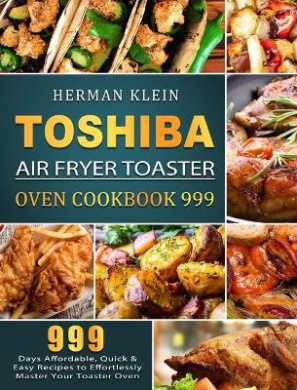 HERMAN KLEIN
TOSHIBA
AIR FRYER TOASTER
OVEN COOKBOOK 999
999
Days Affordable, Quick &
Easy Recipes to Effortlessly
Master Your Toaster Oven